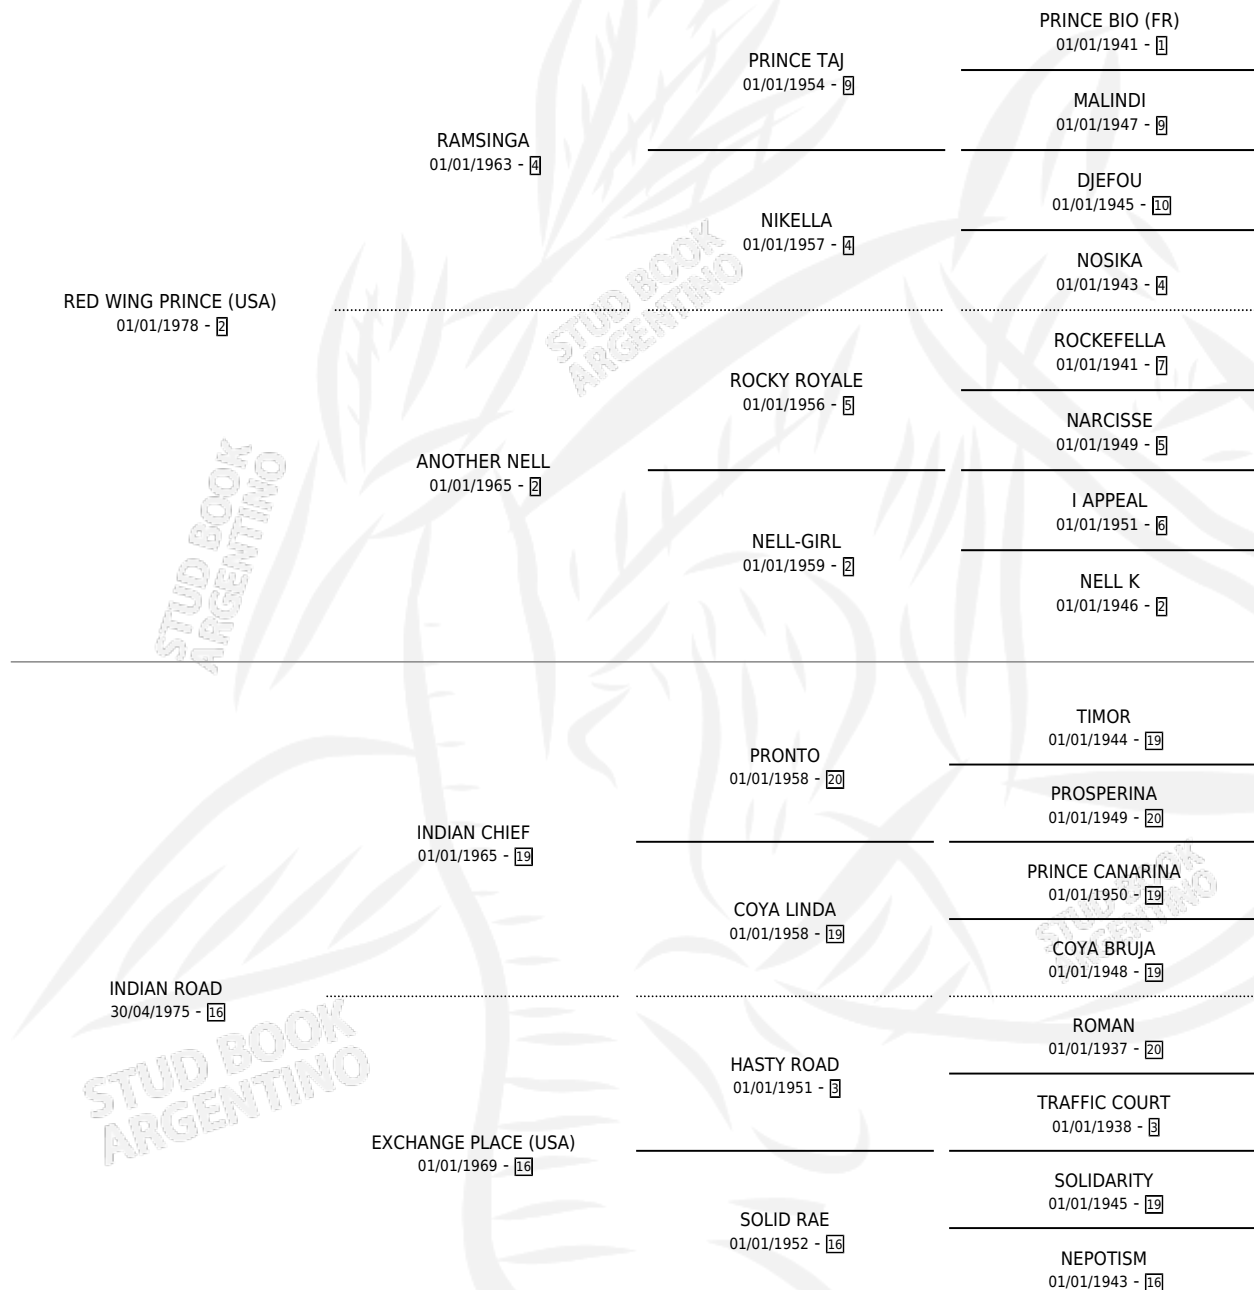 PRINCE BIO (FR)
01/01/1941 - 1
PRINCE TAJ
01/01/1954 - 9
MALINDI
01/01/1947 - 9
RAMSINGA
01/01/1963 - 4
DJEFOU
01/01/1945 - 10
NIKELLA
01/01/1957 - 4
NOSIKA
01/01/1943 - 4
RED WING PRINCE (USA)
01/01/1978 - 2
ROCKEFELLA
01/01/1941 - 7
ROCKY ROYALE
01/01/1956 - 5
NARCISSE
01/01/1949 - 5
ANOTHER NELL
01/01/1965 - 2
I APPEAL
01/01/1951 - 6
NELL-GIRL
01/01/1959 - 2
NELL K
01/01/1946 - 2
TIMOR
01/01/1944 - 19
PRONTO
01/01/1958 - 20
PROSPERINA
01/01/1949 - 20
INDIAN CHIEF
01/01/1965 - 19
PRINCE CANARINA
01/01/1950 - 19
COYA LINDA
01/01/1958 - 19
COYA BRUJA
01/01/1948 - 19
INDIAN ROAD
30/04/1975 - 16
ROMAN
01/01/1937 - 20
HASTY ROAD
01/01/1951 - 3
TRAFFIC COURT
01/01/1938 - 3
EXCHANGE PLACE (USA)
01/01/1969 - 16
SOLIDARITY
01/01/1945 - 19
SOLID RAE
01/01/1952 - 16
NEPOTISM
01/01/1943 - 16
STUD BOOK
ARGENTINO
STUD BOOK
ARGENTINO
STUD BOOK
ARGENTINO
STUD BOOK
ARGENTINO